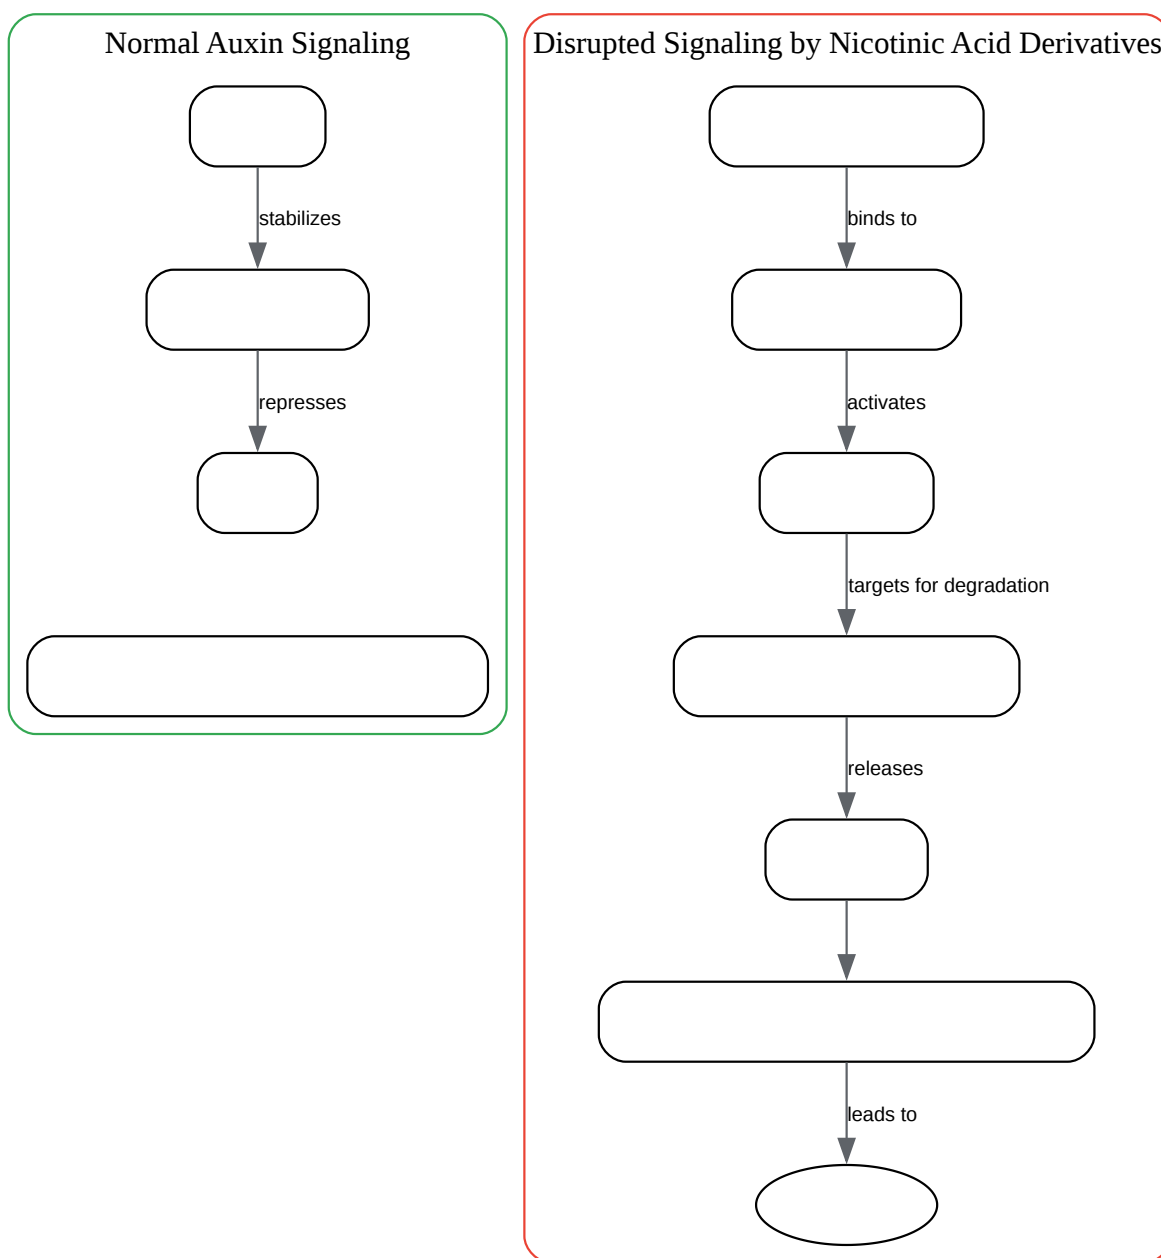 Normal Auxin Signaling
stabilizes
represses
Disrupted Signaling by Nicotinic Acid Derivatives
binds to
activates
targets for degradation
releases
leads to